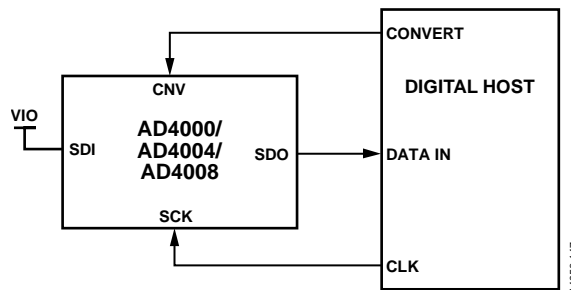 CONVERT
DIGITAL HOST
CNV
VIO
SDI
AD4000/
AD4004/
AD4008
SDO
DATA IN
SCK
CLK